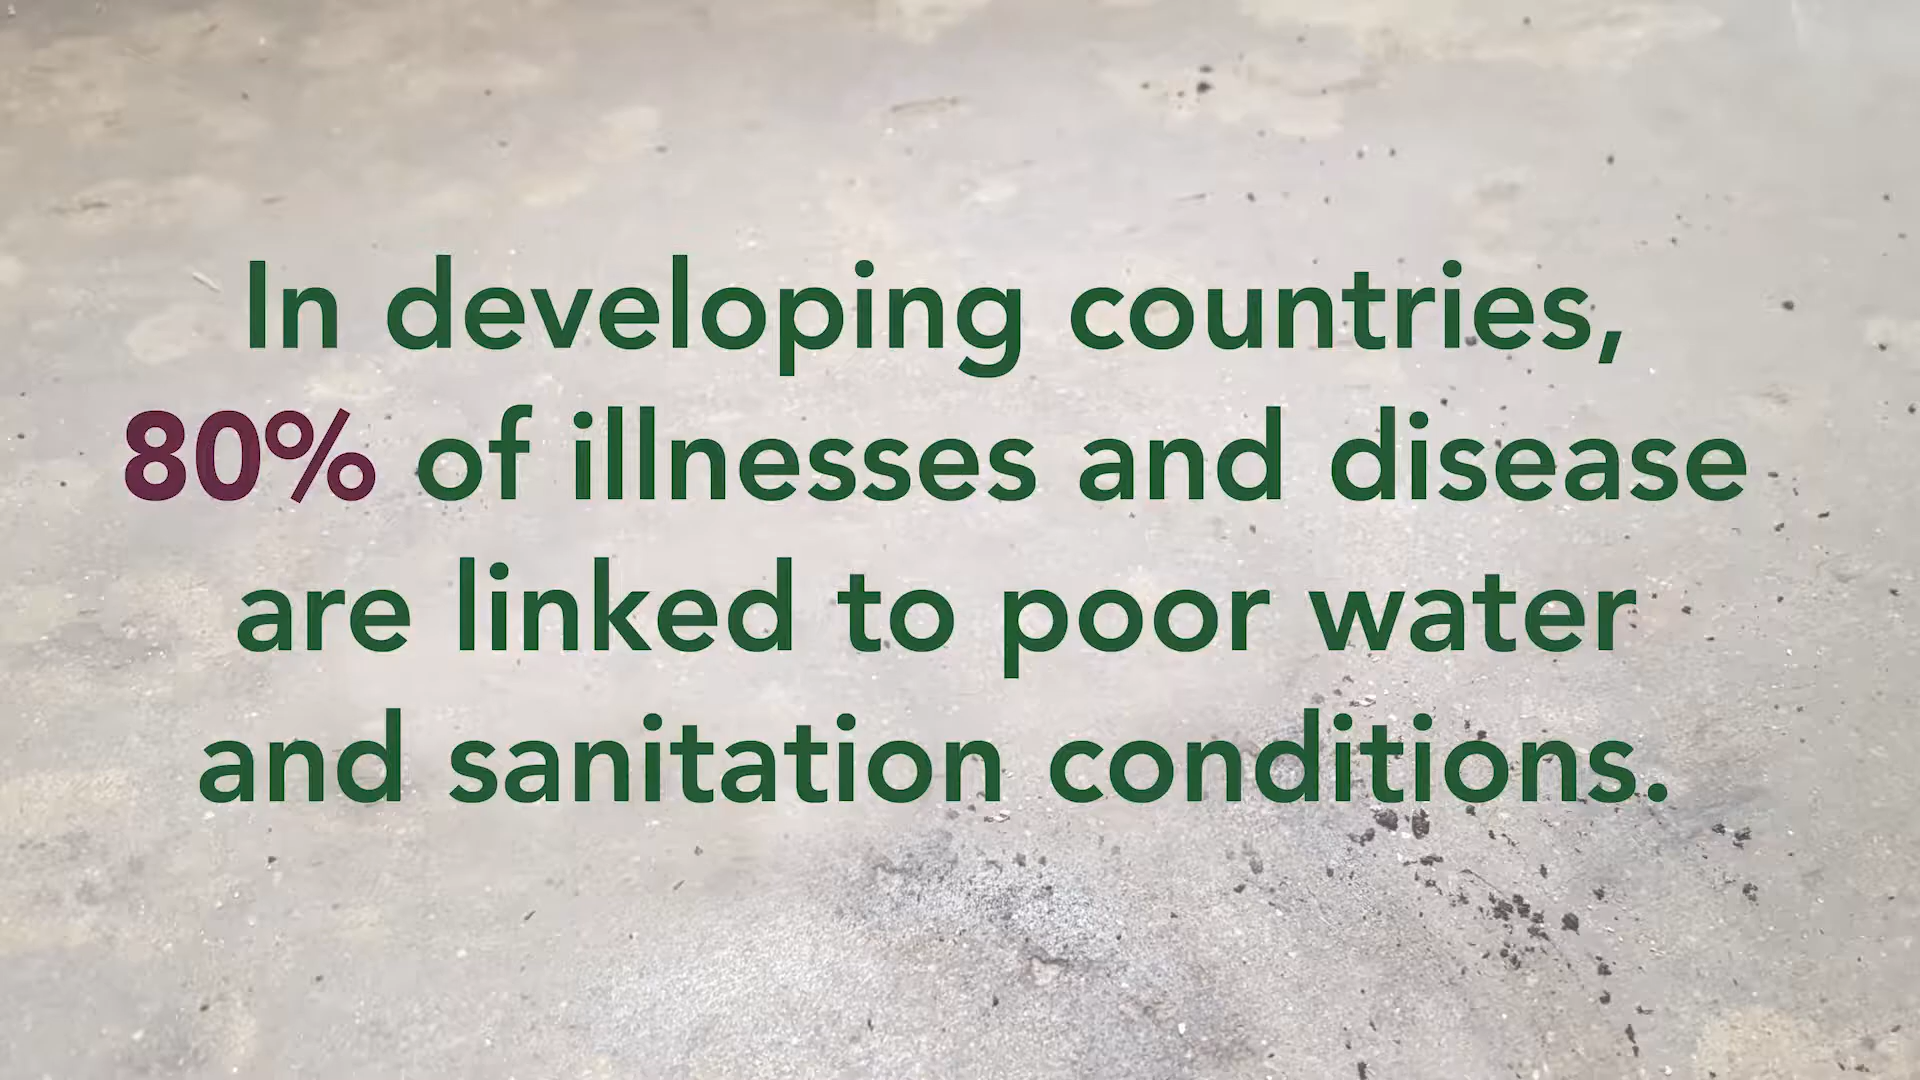 In developing countries,
80% of illnesses and disease
are linked to poor water
and sanitation conditions.